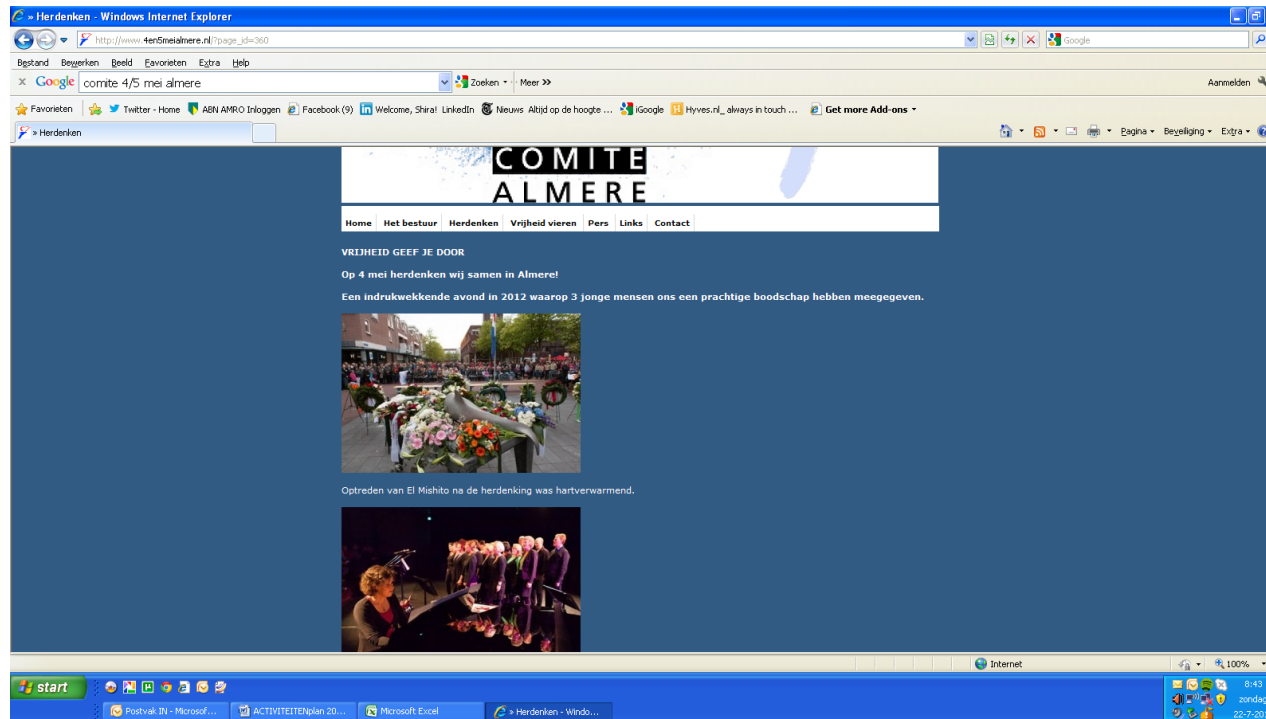 » Herdenken - Windows Internet Explorer
http://www.4en5meialmere.nl/?page_id=360
Google
Bestand Bewerken Beeld Favorieten Extra Help
x Google comite 4/5 mei almere Zoeken Meer >> Aanmelden
Favorieten Twitter - Home ABN AMRO Inloggen Facebook (9) Welcome, Shira! LinkedIn Nieuws Altijd op de hoogte ... iGoogle Hyves.nl_ always in touch ... Get more Add-ons
» Herdenken Pagina Beveiliging Extra
COMITE
ALMERE
Home Het bestuur Herdenken Vrijheid vieren Pers Links Contact
VRIJHEID GEEF JE DOOR
Op 4 mei herdenken wij samen in Almere!
Een indrukwekkende avond in 2012 waarop 3 jonge mensen ons een prachtige boodschap hebben meegegeven.
Optreden van El Mishito na de herdenking was hartverwarmend.
Internet 100%
start 8:43
zondag
Postvak IN - Microsof... ACTIVITEITENplan 20... Microsoft Excel » Herdenken - Windo... 22-7-20